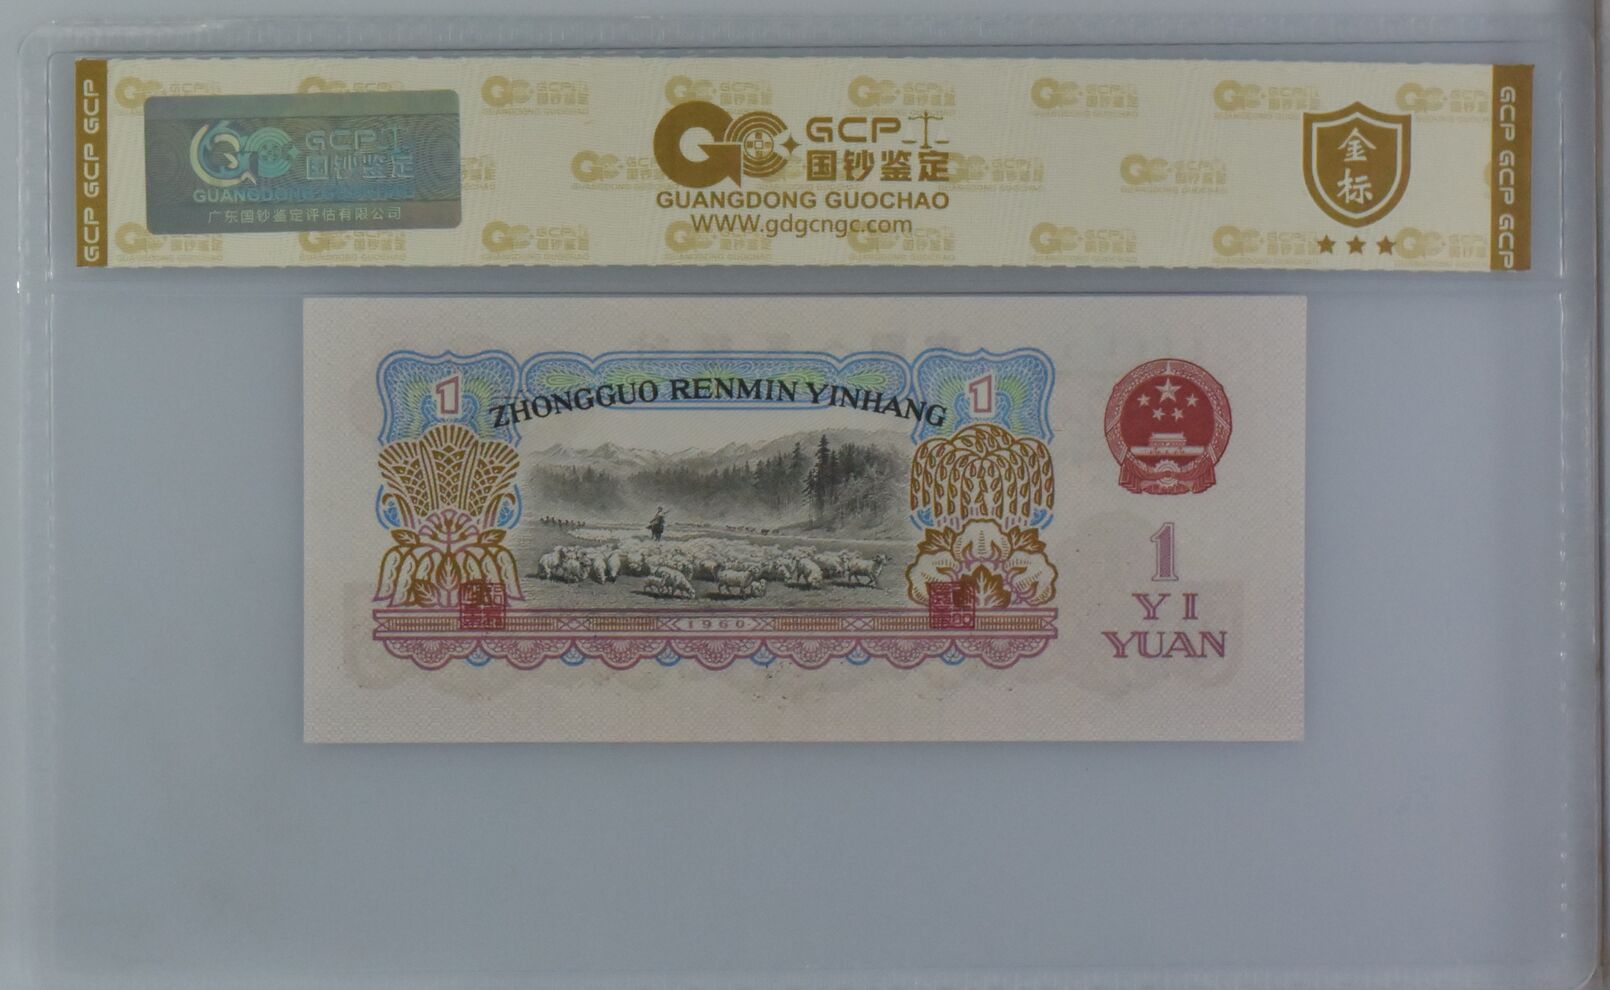 GCP GCP GCP
GCP
国钞鉴定
GUANGDONG GUOCHAO
广东国钞鉴定评估有限公司
GCP
国钞鉴定
GUANGDONG GUOCHAO
WWW.gdgcngc.com
金标
GCP GCP GCP
1
ZHONGGUO RENMIN YINHANG
1
1960
1
YI
YUAN